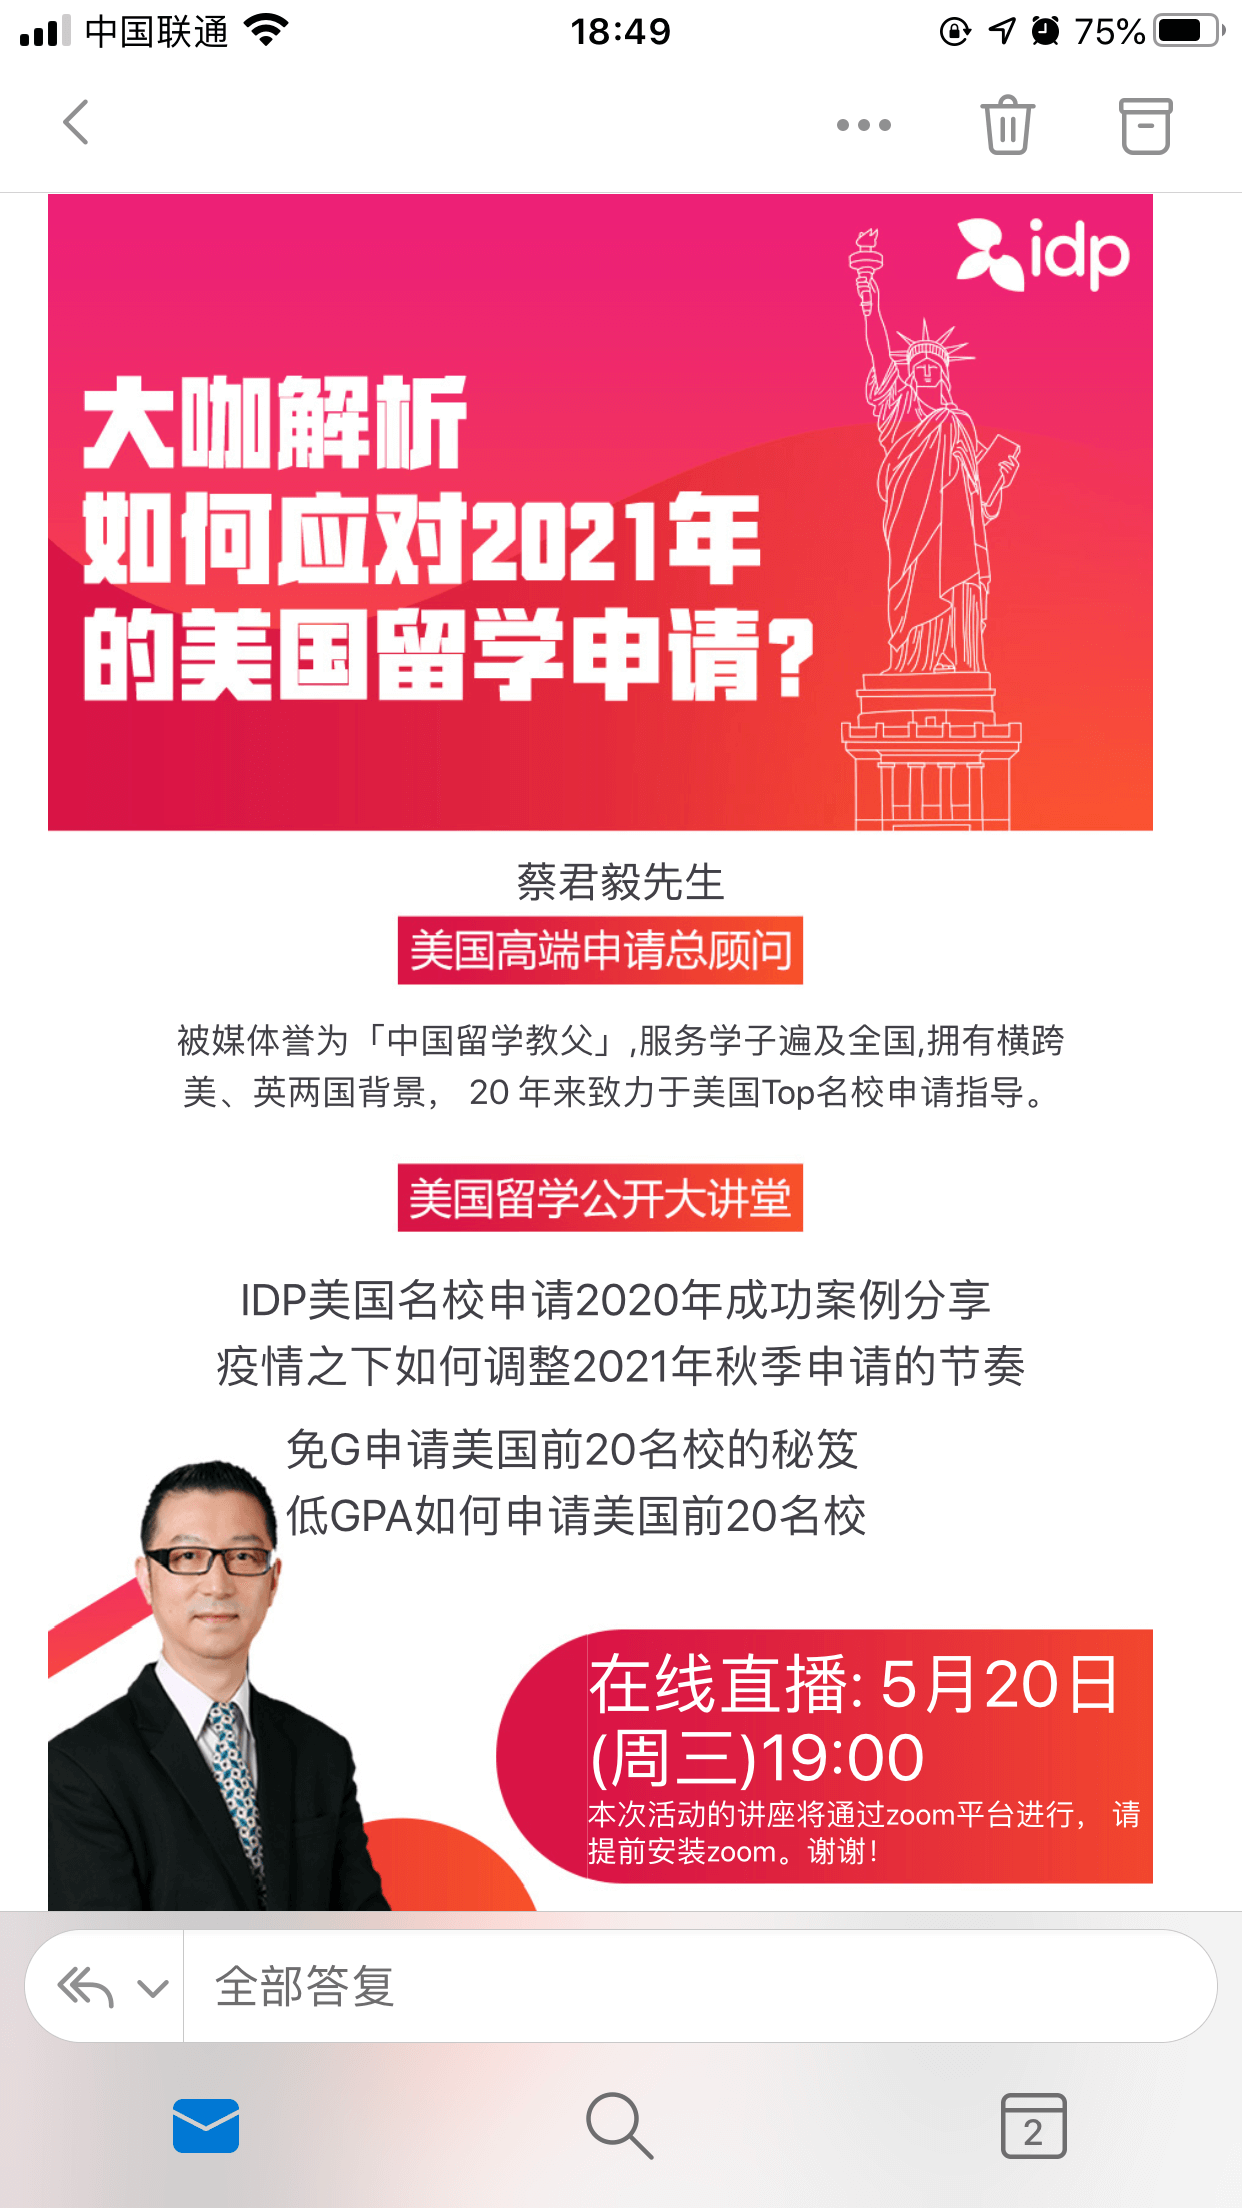 中国联通 18:49 75%
idp
大咖解析
如何应对2021年
的美国留学申请?
蔡君毅先生
美国高端申请总顾问
被媒体誉为「中国留学教父」,服务学子遍及全国,拥有横跨
美、英两国背景， 20 年来致力于美国Top名校申请指导。
美国留学公开大讲堂
IDP美国名校申请2020年成功案例分享
疫情之下如何调整2021年秋季申请的节奏
免G申请美国前20名校的秘笈
低GPA如何申请美国前20名校
在线直播: 5月20日
(周三)19:00
本次活动的讲座将通过zoom平台进行， 请
提前安装zoom。谢谢！
全部答复
2